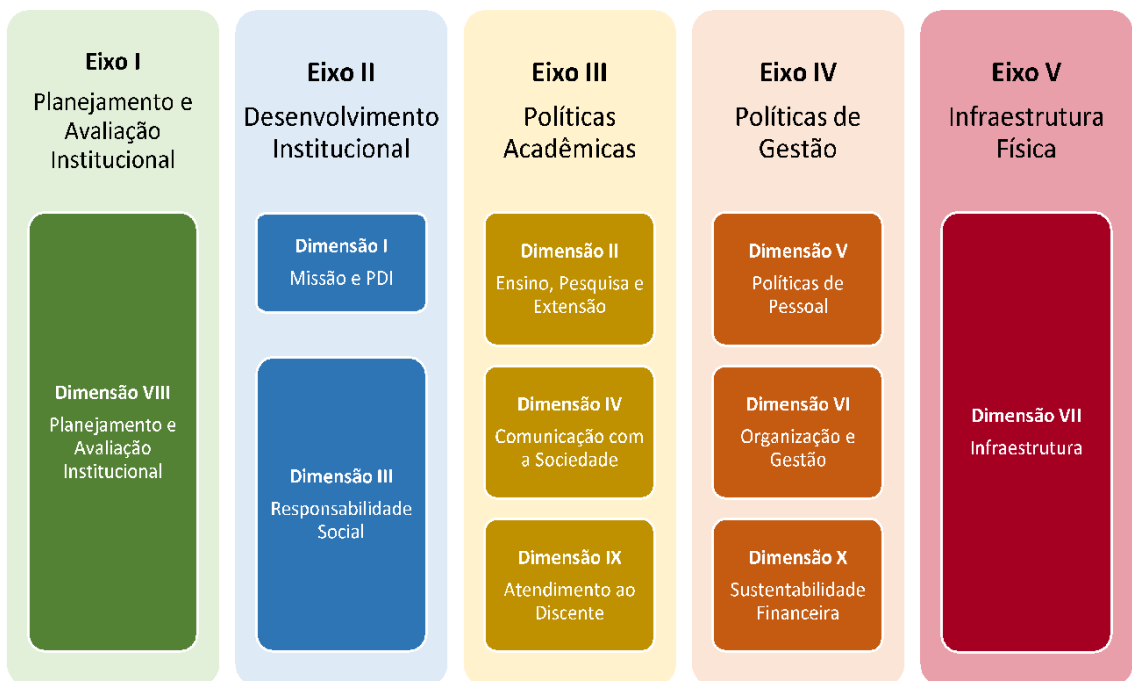 Eixo I
Planejamento e
Avaliação
Institucional
Dimensão VIII
Planejamento e
Avaliação
Institucional
Eixo II
Desenvolvimento
Institucional
Dimensão I
Missão e PDI
Dimensão III
Responsabilidade
Social
Eixo III
Políticas
Acadêmicas
Dimensão II
Ensino, Pesquisa e
Extensão
Dimensão IV
Comunicação com
a Sociedade
Dimensão IX
Atendimento ao
Discente
Eixo IV
Políticas de
Gestão
Dimensão V
Políticas de
Pessoal
Dimensão VI
Organização e
Gestão
Dimensão X
Sustentabilidade
Financeira
Eixo V
Infraestrutura
Física
Dimensão VII
Infraestrutura